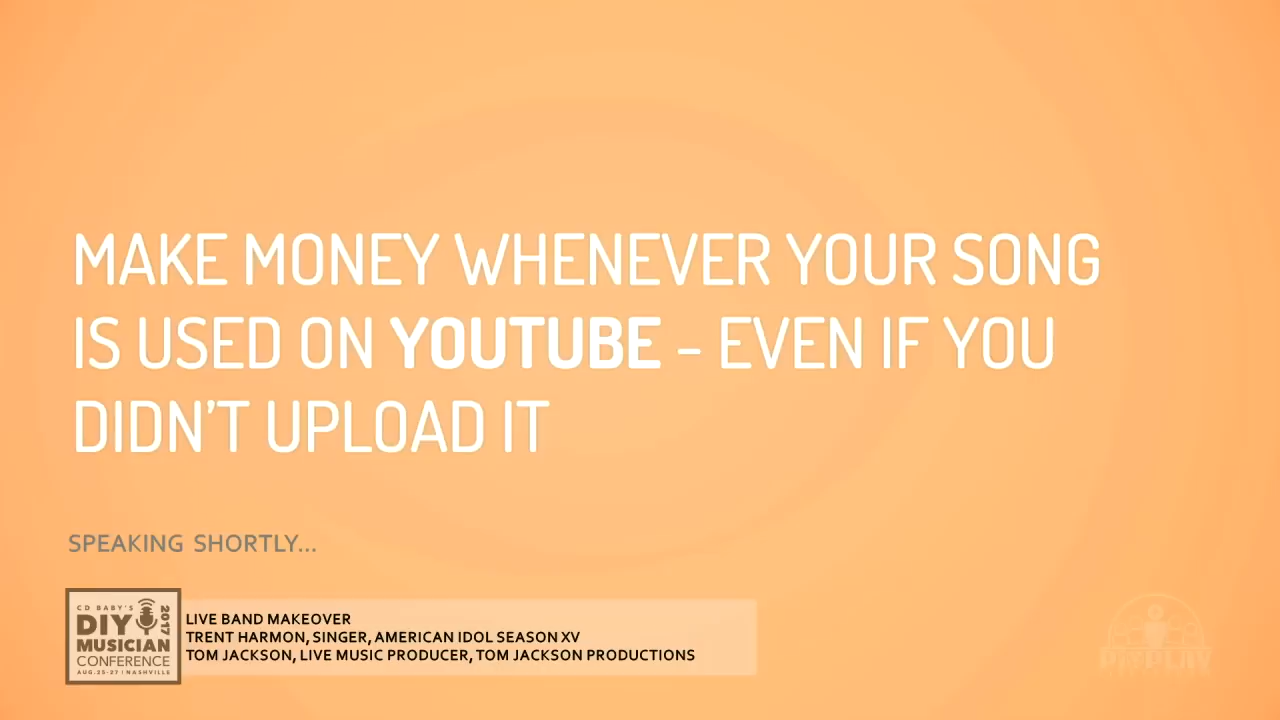 MAKE MONEY WHENEVER YOUR SONG
IS USED ON YOUTUBE – EVEN IF YOU
DIDN'T UPLOAD IT
SPEAKING SHORTLY...
CD BABY'S
DIY
2017
MUSICIAN
CONFERENCE
AUG.25-27 | NASHVILLE
LIVE BAND MAKEOVER
TRENT HARMON, SINGER, AMERICAN IDOL SEASON XV
TOM JACKSON, LIVE MUSIC PRODUCER, TOM JACKSON PRODUCTIONS